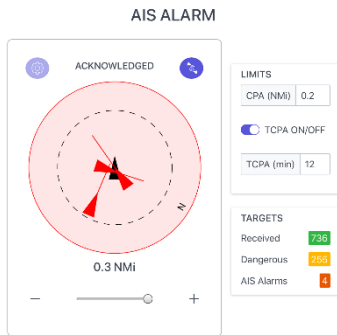 AIS ALARM
ACKNOWLEDGED
N
0.3 NMi
−
+
LIMITS
CPA (NMi) 0.2
TCPA ON/OFF
TCPA (min) 12
TARGETS
Received 736
Dangerous 256
AIS Alarms 4